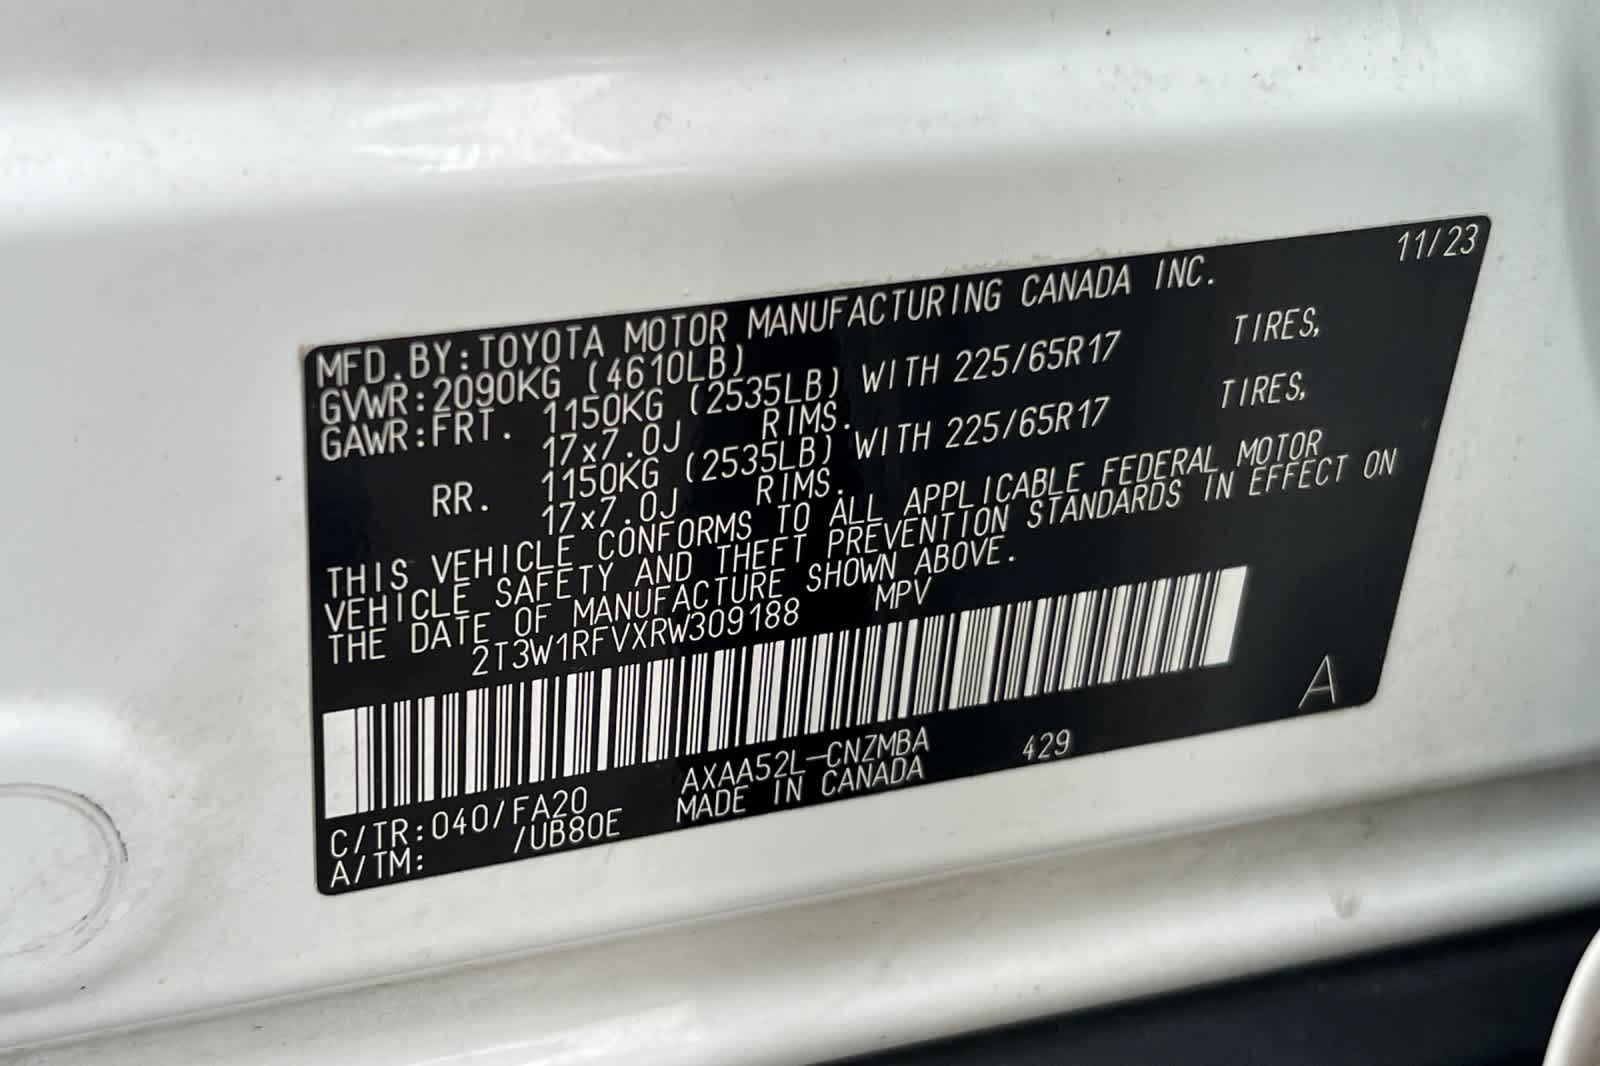 11/23
MFD.BY:TOYOTA MOTOR MANUFACTURING CANADA INC.
GVWR:2090KG (4610LB)
GAWR:FRT. 1150KG (2535LB) WITH 225/65R17 TIRES,
17x7.0J RIMS.
RR. 1150KG (2535LB) WITH 225/65R17 TIRES,
17x7.0J RIMS.
THIS VEHICLE CONFORMS TO ALL APPLICABLE FEDERAL MOTOR
VEHICLE SAFETY AND THEFT PREVENTION STANDARDS IN EFFECT ON
THE DATE OF MANUFACTURE SHOWN ABOVE.
2T3W1RFVXRW309188 MPV
A
C/TR:040/FA20 AXAA52L-CNZMBA 429
A/TM: /UB80E MADE IN CANADA